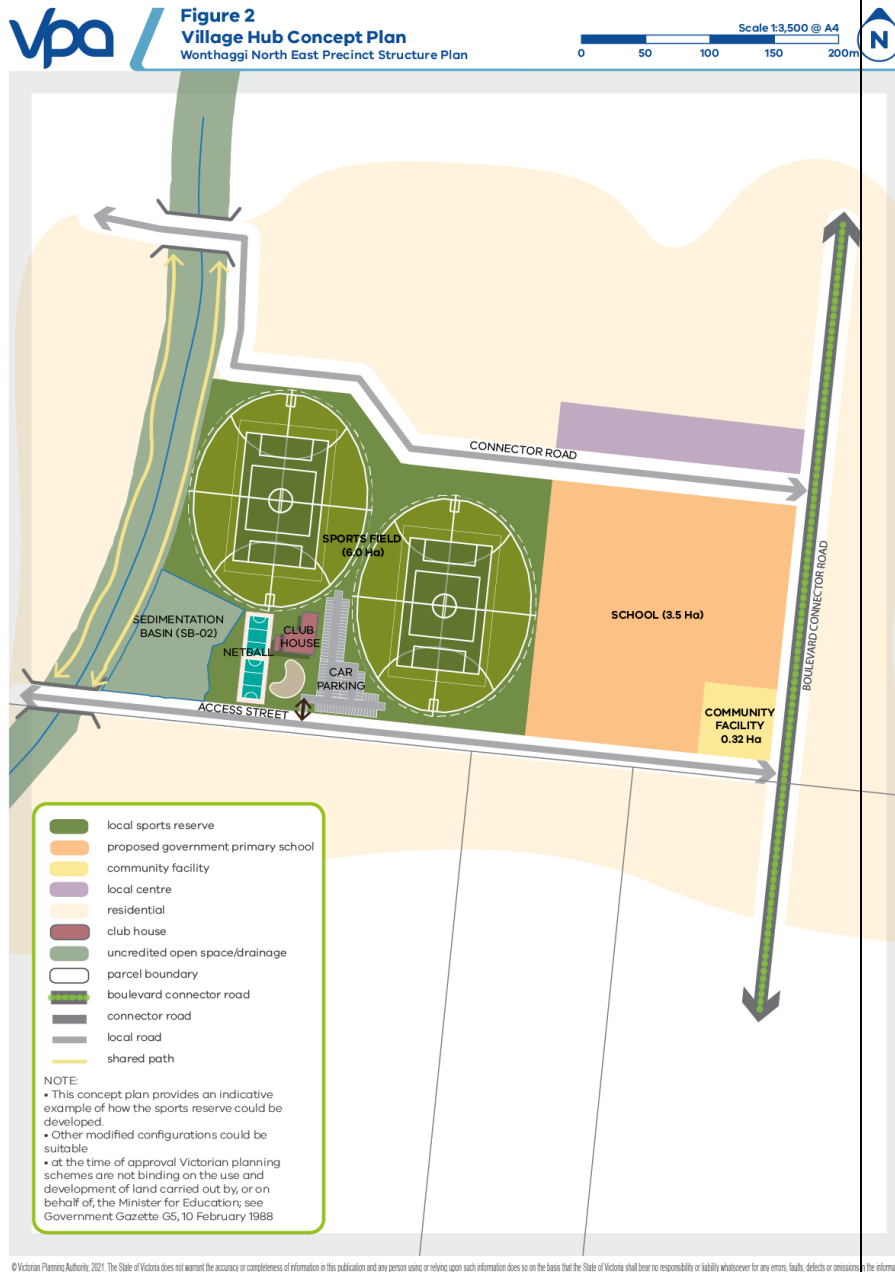 vpa
Figure 2
Village Hub Concept Plan
Wonthaggi North East Precinct Structure Plan
Scale 1:3,500 @ A4
0 50 100 150 200m
N
CONNECTOR ROAD
SPORTS FIELD
(6.0 Ha)
SCHOOL (3.5 Ha)
BOULEVARD CONNECTOR ROAD
SEDIMENTATION
BASIN (SB-02)
NETBALL
CLUB
HOUSE
CAR
PARKING
ACCESS STREET
COMMUNITY
FACILITY
0.32 Ha
local sports reserve
proposed government primary school
community facility
local centre
residential
club house
uncredited open space/drainage
parcel boundary
boulevard connector road
connector road
local road
shared path
NOTE:
• This concept plan provides an indicative
example of how the sports reserve could be
developed.
• Other modified configurations could be
suitable
• at the time of approval Victorian planning
schemes are not binding on the use and
development of land carried out by, or on
behalf of, the Minister for Education; see
Government Gazette G5, 10 February 1988
© Victorian Planning Authority, 2021. The State of Victoria does not warrant the accuracy or completeness of information in this publication and any person using or relying upon such information does so on the basis that the State of Victoria shall bear no responsibility or liability whatsoever for any errors, faults, defects or omissions in the